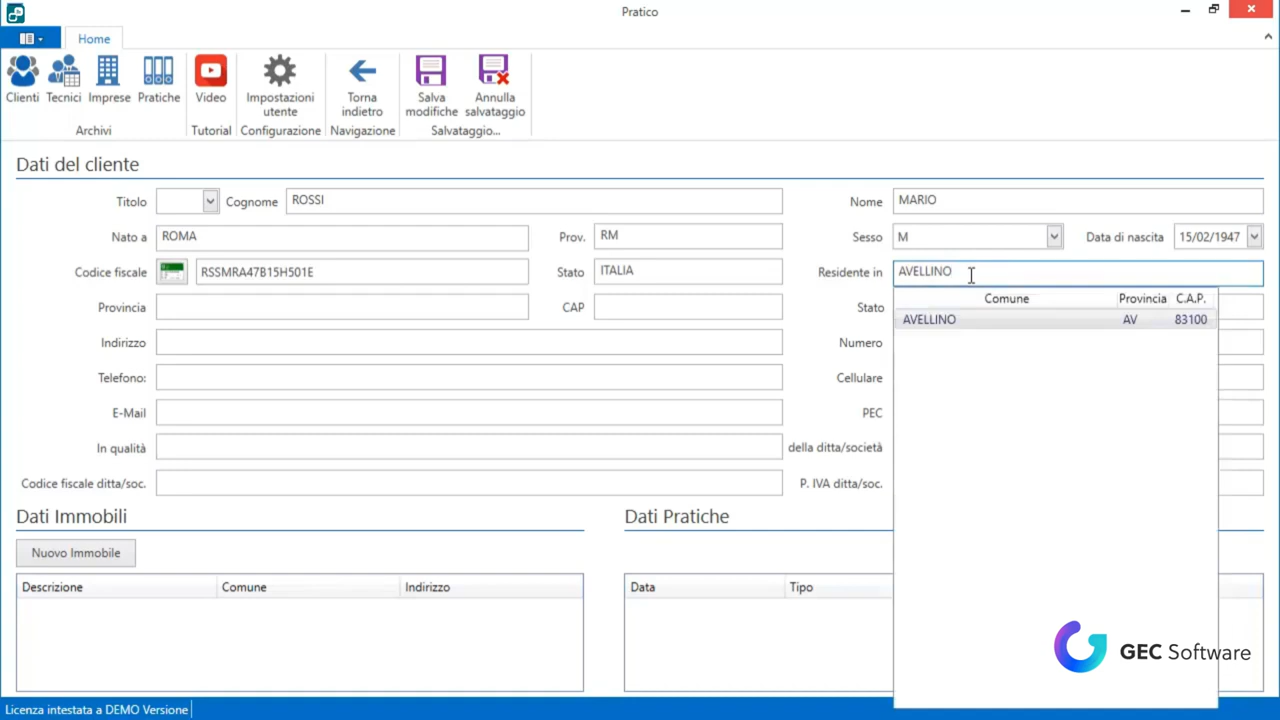 Pratico
Home
Clienti Tecnici Imprese Pratiche Video Impostazioni utente Torna indietro Salva modifiche Annulla salvataggio
Archivi Tutorial Configurazione Navigazione Salvataggio...
Dati del cliente
Titolo Cognome ROSSI Nome MARIO
Nato a ROMA Prov. RM Sesso M Data di nascita 15/02/1947
Codice fiscale RSSMRA47B15H501E Stato ITALIA Residente in AVELLINO
Provincia CAP Stato Comune Provincia C.A.P.
AVELLINO AV 83100
Indirizzo Numero
Telefono: Cellulare
E-Mail PEC
In qualità della ditta/società
Codice fiscale ditta/soc. P. IVA ditta/soc.
Dati Immobili Dati Pratiche
Nuovo Immobile
Descrizione Comune Indirizzo Data Tipo
GEC Software
Licenza intestata a DEMO Versione